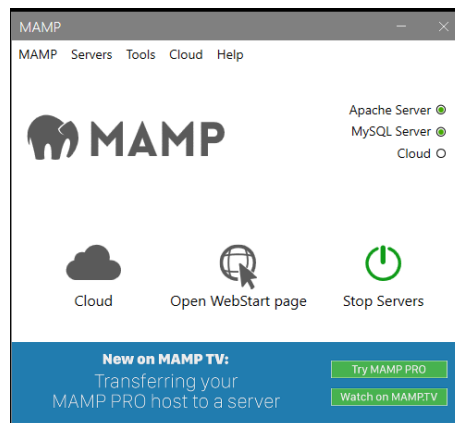 MAMP
MAMP Servers Tools Cloud Help
Apache Server
MySQL Server
Cloud
MAMP
Cloud Open WebStart page Stop Servers
New on MAMP TV:
Transferring your
MAMP PRO host to a server
Try MAMP PRO
Watch on MAMP.TV